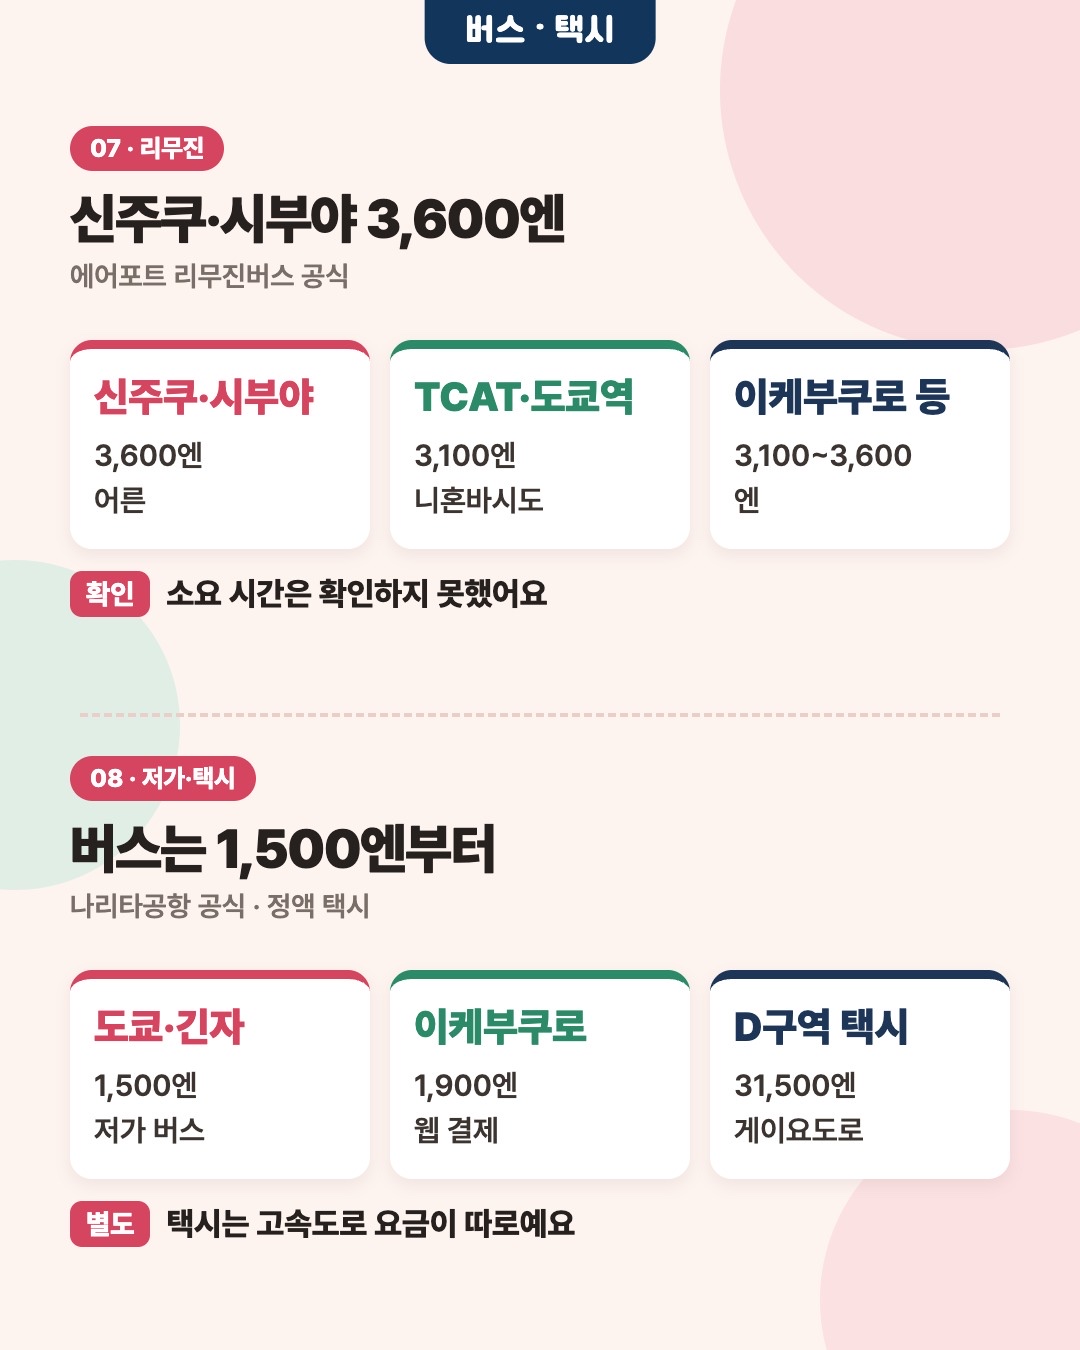 버스 · 택시
07 · 리무진
신주쿠·시부야 3,600엔
에어포트 리무진버스 공식
신주쿠·시부야
3,600엔
어른
TCAT·도쿄역
3,100엔
니혼바시도
이케부쿠로 등
3,100~3,600
엔
확인 소요 시간은 확인하지 못했어요
08 · 저가·택시
버스는 1,500엔부터
나리타공항 공식 · 정액 택시
도쿄·긴자
1,500엔
저가 버스
이케부쿠로
1,900엔
웹 결제
D구역 택시
31,500엔
게이요도로
별도 택시는 고속도로 요금이 따로예요